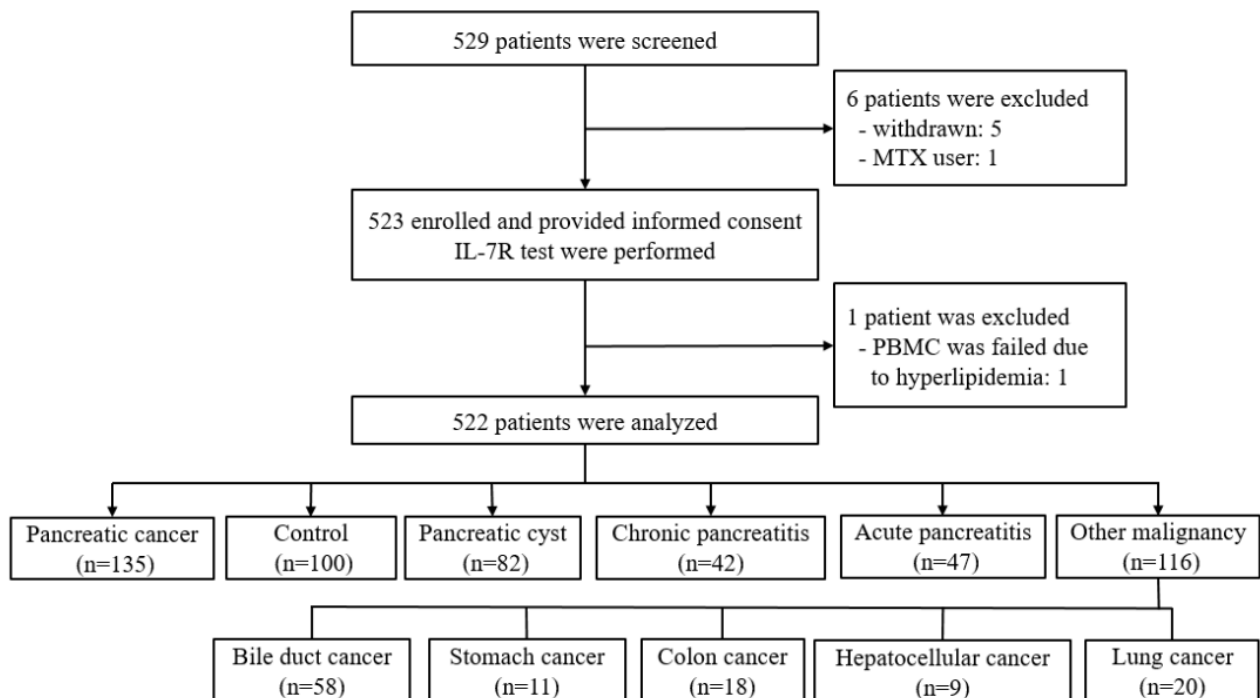 529 patients were screened
6 patients were excluded
- withdrawn: 5
- MTX user: 1
523 enrolled and provided informed consent
IL-7R test were performed
1 patient was excluded
- PBMC was failed due
to hyperlipidemia: 1
522 patients were analyzed
Pancreatic cancer
(n=135)
Control
(n=100)
Pancreatic cyst
(n=82)
Chronic pancreatitis
(n=42)
Acute pancreatitis
(n=47)
Other malignancy
(n=116)
Bile duct cancer
(n=58)
Stomach cancer
(n=11)
Colon cancer
(n=18)
Hepatocellular cancer
(n=9)
Lung cancer
(n=20)